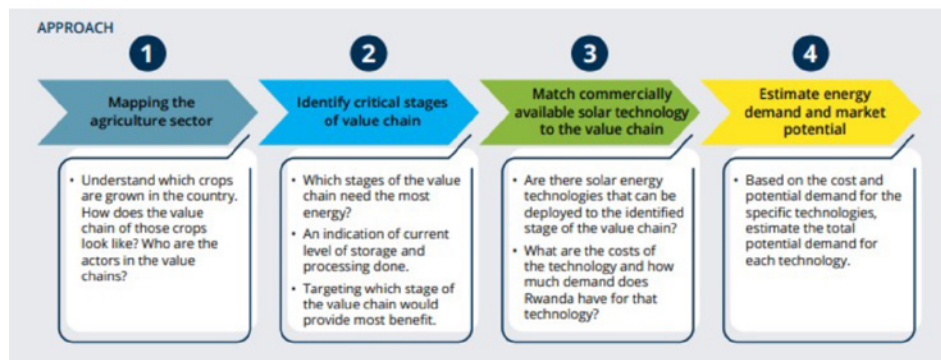 APPROACH
1
2
3
4
Mapping the
agriculture sector
Identify critical stages
of value chain
Match commercially
available solar technology
to the value chain
Estimate energy
demand and market
potential
• Understand which crops
are grown in the country.
How does the value
chain of those crops
look like? Who are the
actors in the value
chains?
• Which stages of the value
chain need the most
energy?
• An indication of current
level of storage and
processing done.
• Targeting which stage of
the value chain would
provide most benefit.
• Are there solar energy
technologies that can be
deployed to the identified
stage of the value chain?
• What are the costs of
the technology and how
much demand does
Rwanda have for that
technology?
• Based on the cost and
potential demand for the
specific technologies,
estimate the total
potential demand for
each technology.